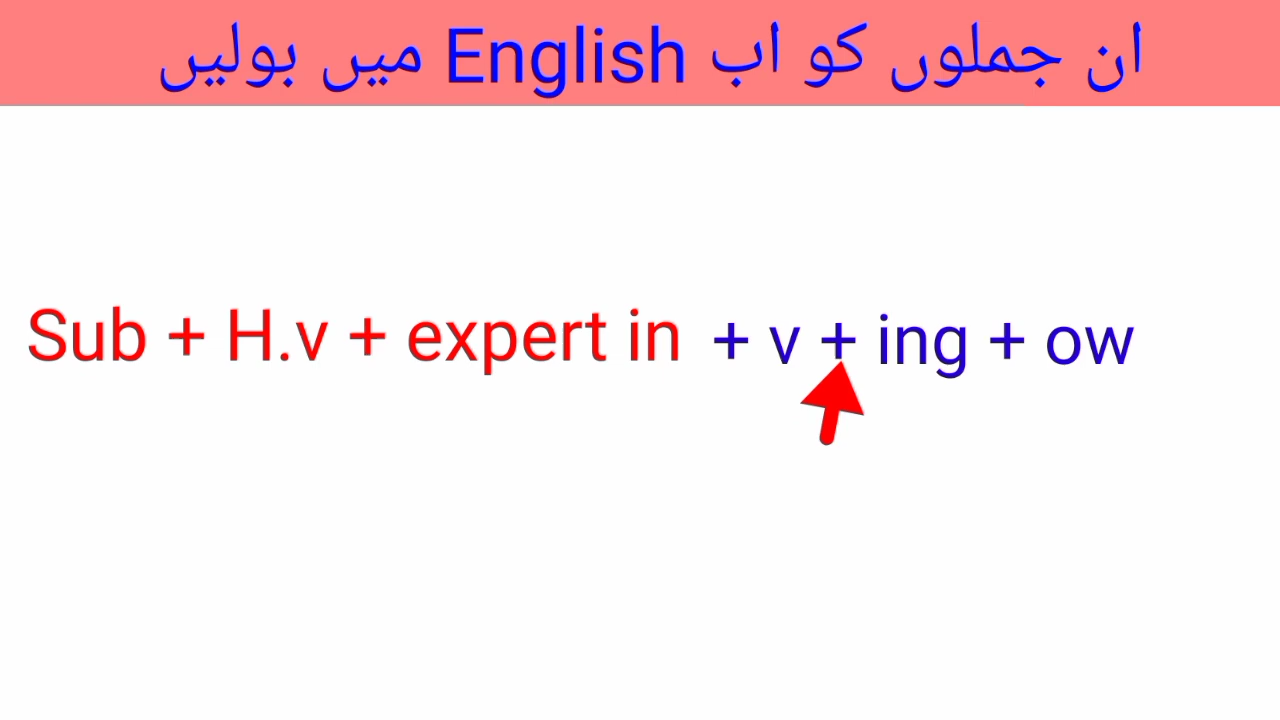 ان جملوں کو اب English میں بولیں
Sub + H.v + expert in + v + ing + ow